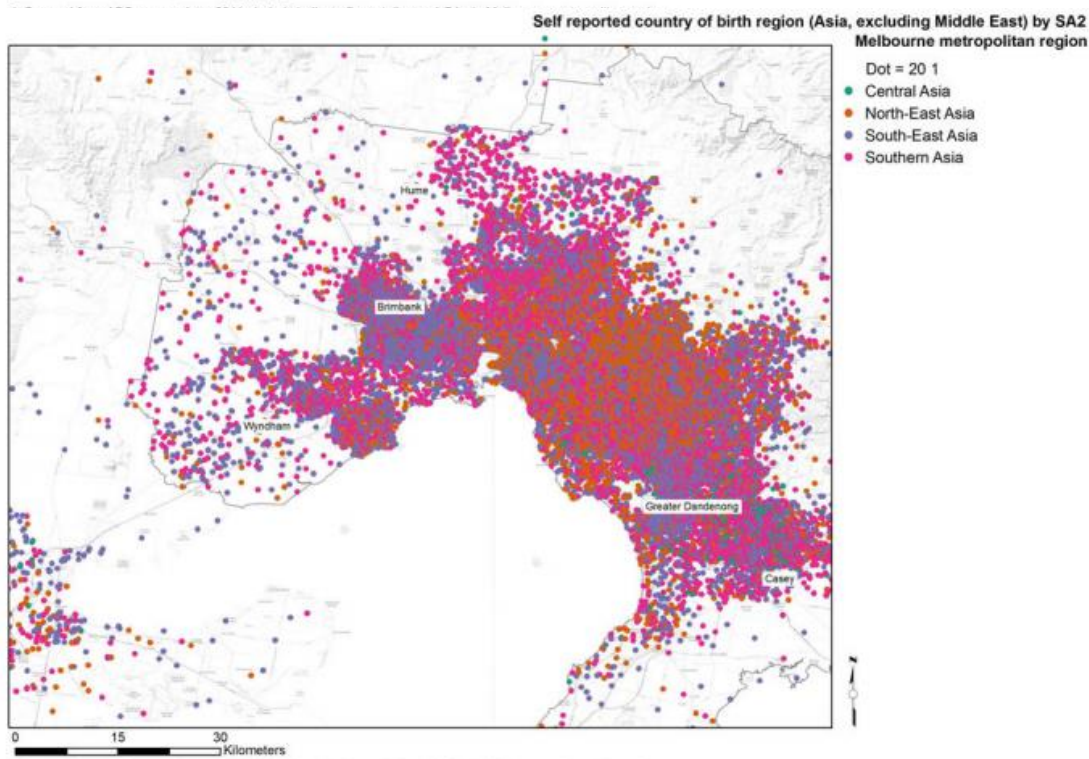 Self reported country of birth region (Asia, excluding Middle East) by SA2
Melbourne metropolitan region
Dot = 20 1
Central Asia
North-East Asia
South-East Asia
Southern Asia
Hume
Brimbank
Wyndham
Greater Dandenong
Casey
N
0 15 30
Kilometers